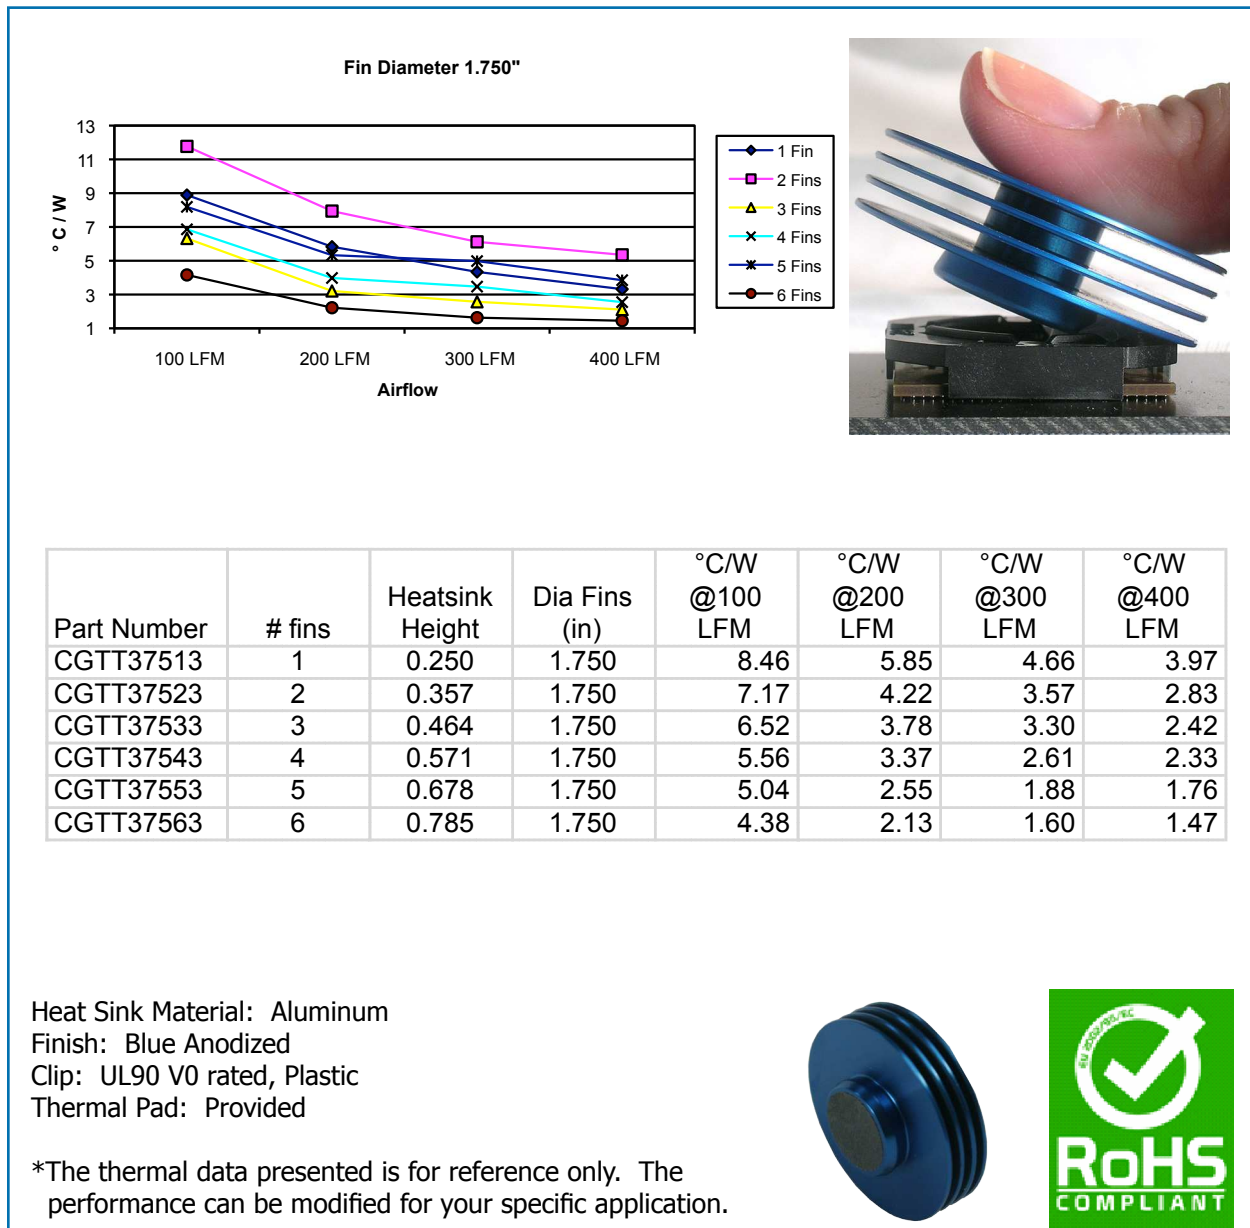 Fin Diameter 1.750"
13
11
9
7
5
3
1
° C / W
100 LFM 200 LFM 300 LFM 400 LFM
Airflow
1 Fin
2 Fins
3 Fins
4 Fins
5 Fins
6 Fins
Part Number # fins Heatsink Height Dia Fins (in) °C/W @100 LFM °C/W @200 LFM °C/W @300 LFM °C/W @400 LFM
CGTT37513 1 0.250 1.750 8.46 5.85 4.66 3.97
CGTT37523 2 0.357 1.750 7.17 4.22 3.57 2.83
CGTT37533 3 0.464 1.750 6.52 3.78 3.30 2.42
CGTT37543 4 0.571 1.750 5.56 3.37 2.61 2.33
CGTT37553 5 0.678 1.750 5.04 2.55 1.88 1.76
CGTT37563 6 0.785 1.750 4.38 2.13 1.60 1.47
Heat Sink Material: Aluminum
Finish: Blue Anodized
Clip: UL90 V0 rated, Plastic
Thermal Pad: Provided
*The thermal data presented is for reference only. The
performance can be modified for your specific application.
EU 2002/95/EC
RoHS
COMPLIANT